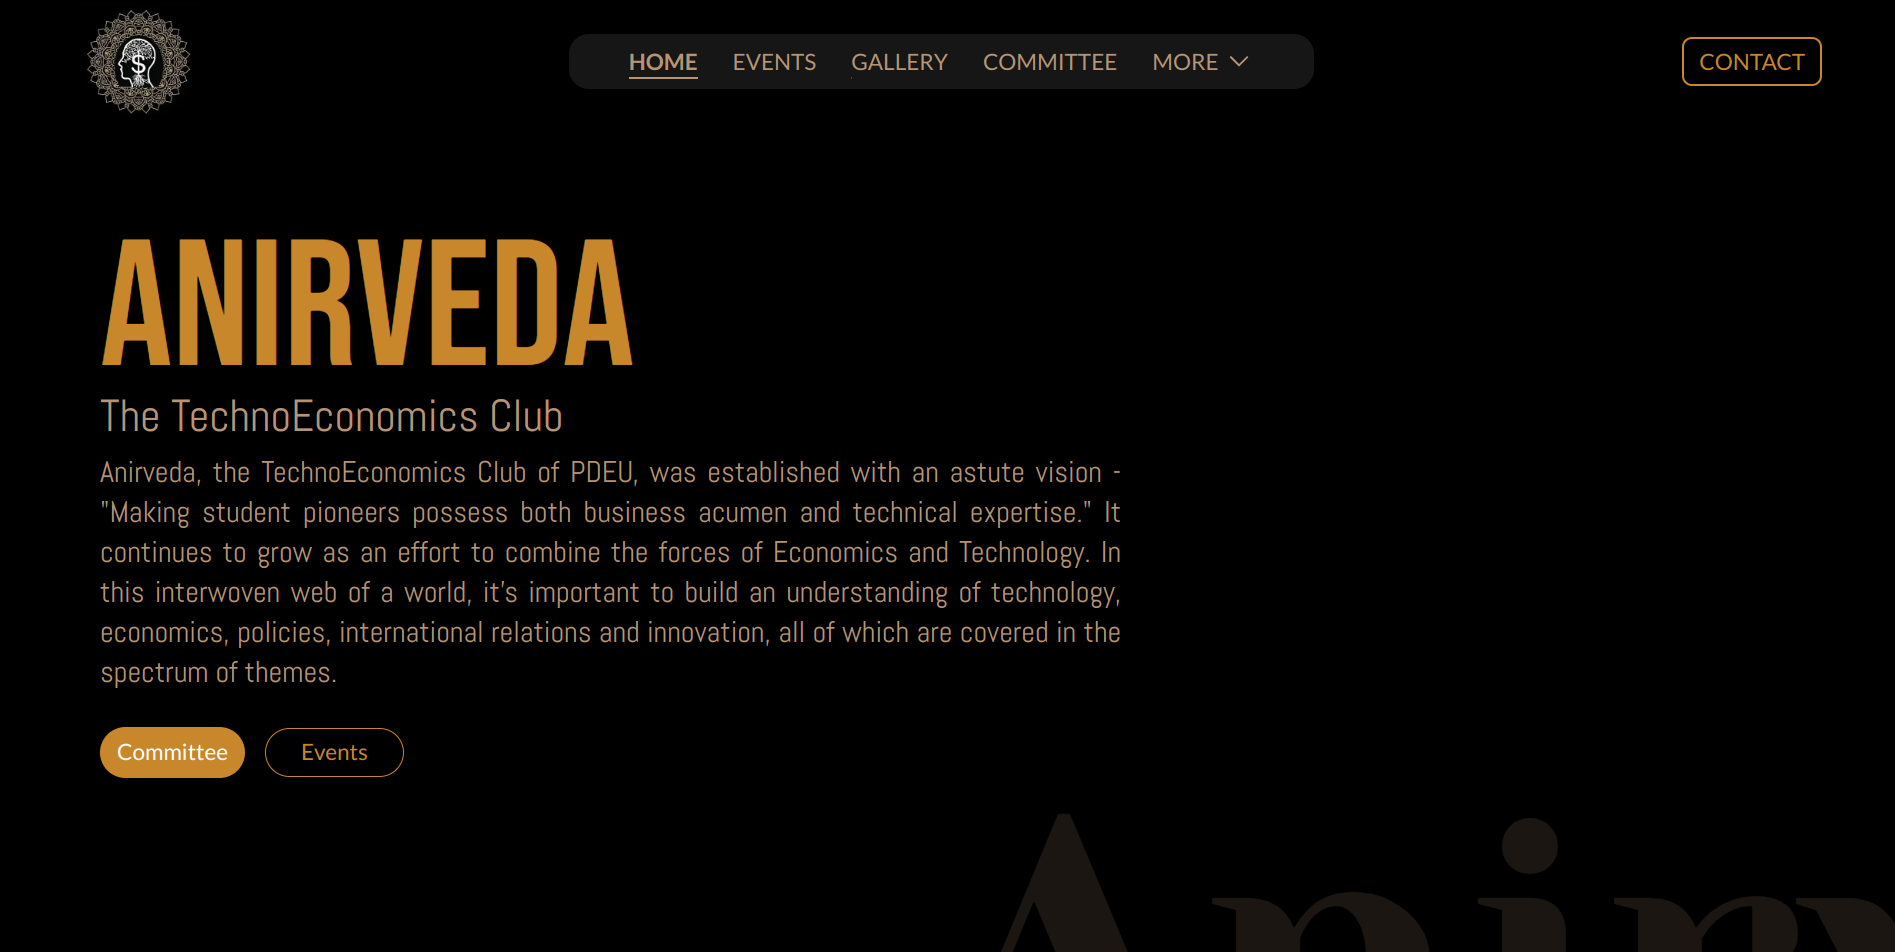 $
HOME EVENTS GALLERY COMMITTEE MORE
CONTACT
ANIRVEDA
The TechnoEconomics Club
Anirveda, the TechnoEconomics Club of PDEU, was established with an astute vision -
"Making student pioneers possess both business acumen and technical expertise." It
continues to grow as an effort to combine the forces of Economics and Technology. In
this interwoven web of a world, it's important to build an understanding of technology,
economics, policies, international relations and innovation, all of which are covered in the
spectrum of themes.
Committee Events
Anirv